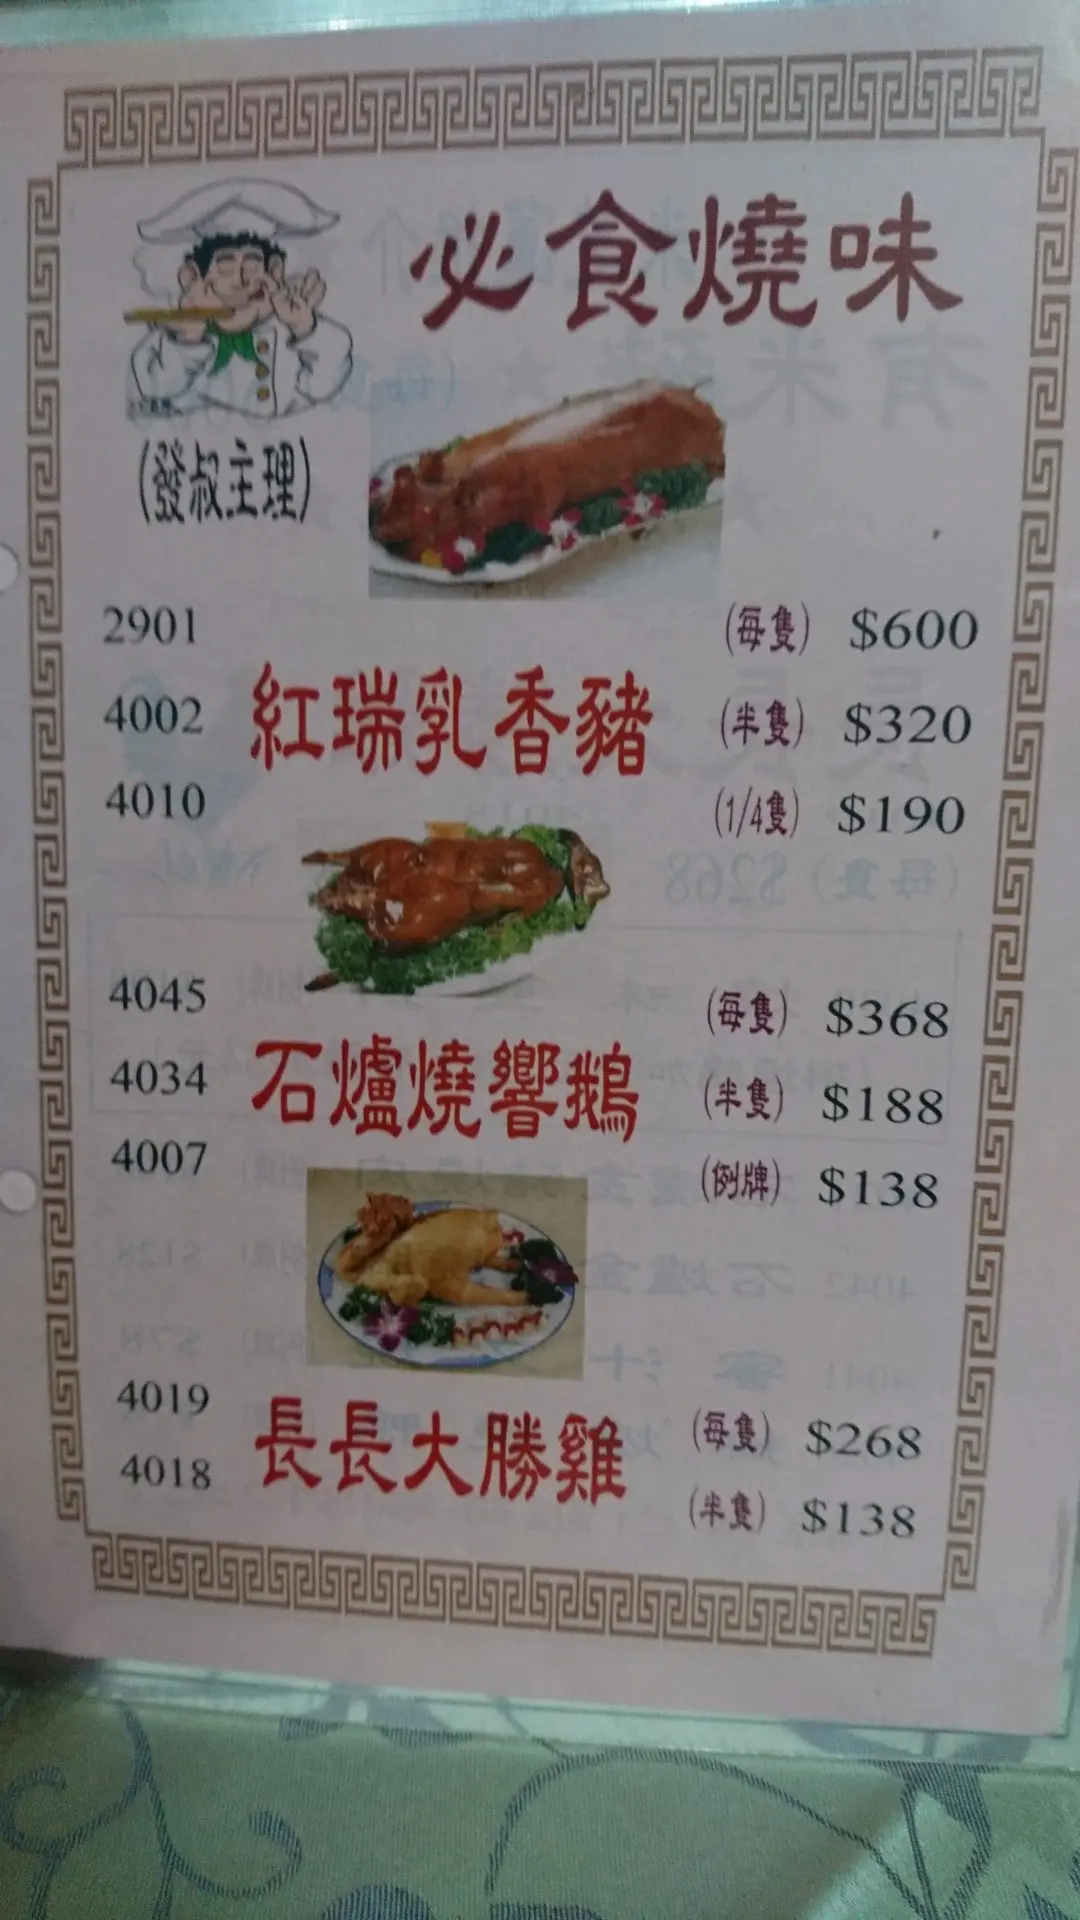 必食燒味
(發叔主理)
2901 (每隻) $600
4002 紅瑞乳香豬 (半隻) $320
4010 (1/4隻) $190
4045 (每隻) $368
4034 石爐燒響鵝 (半隻) $188
4007 (例牌) $138
4019 長長大勝雞 (每隻) $268
4018 (半隻) $138